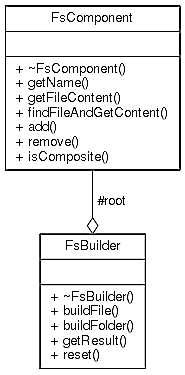 FsComponent
+ ~FsComponent()
+ getName()
+ getFileContent()
+ findFileAndGetContent()
+ add()
+ remove()
+ isComposite()
#root
FsBuilder
+ ~FsBuilder()
+ buildFile()
+ buildFolder()
+ getResult()
+ reset()